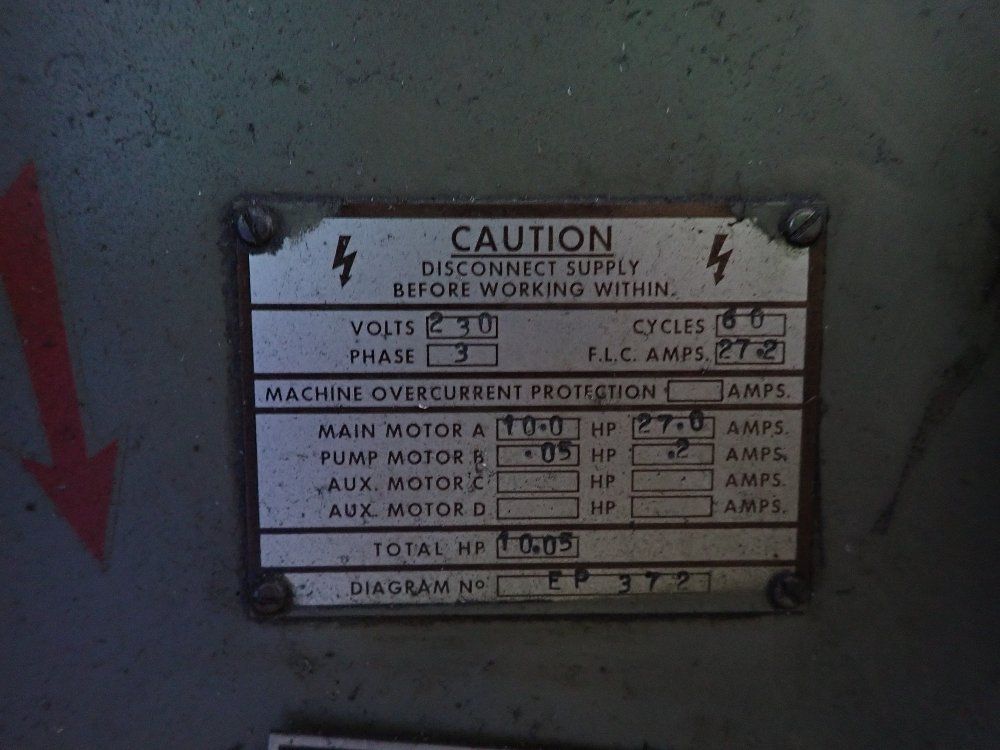 CAUTION
DISCONNECT SUPPLY
BEFORE WORKING WITHIN.
VOLTS 230 CYCLES 60
PHASE 3 F.L.C. AMPS. 27.2
MACHINE OVERCURRENT PROTECTION AMPS.
MAIN MOTOR A 10.0 HP 27.0 AMPS.
PUMP MOTOR B .05 HP .2 AMPS.
AUX. MOTOR C HP AMPS.
AUX. MOTOR D HP AMPS.
TOTAL HP 10.05
DIAGRAM No EP 372